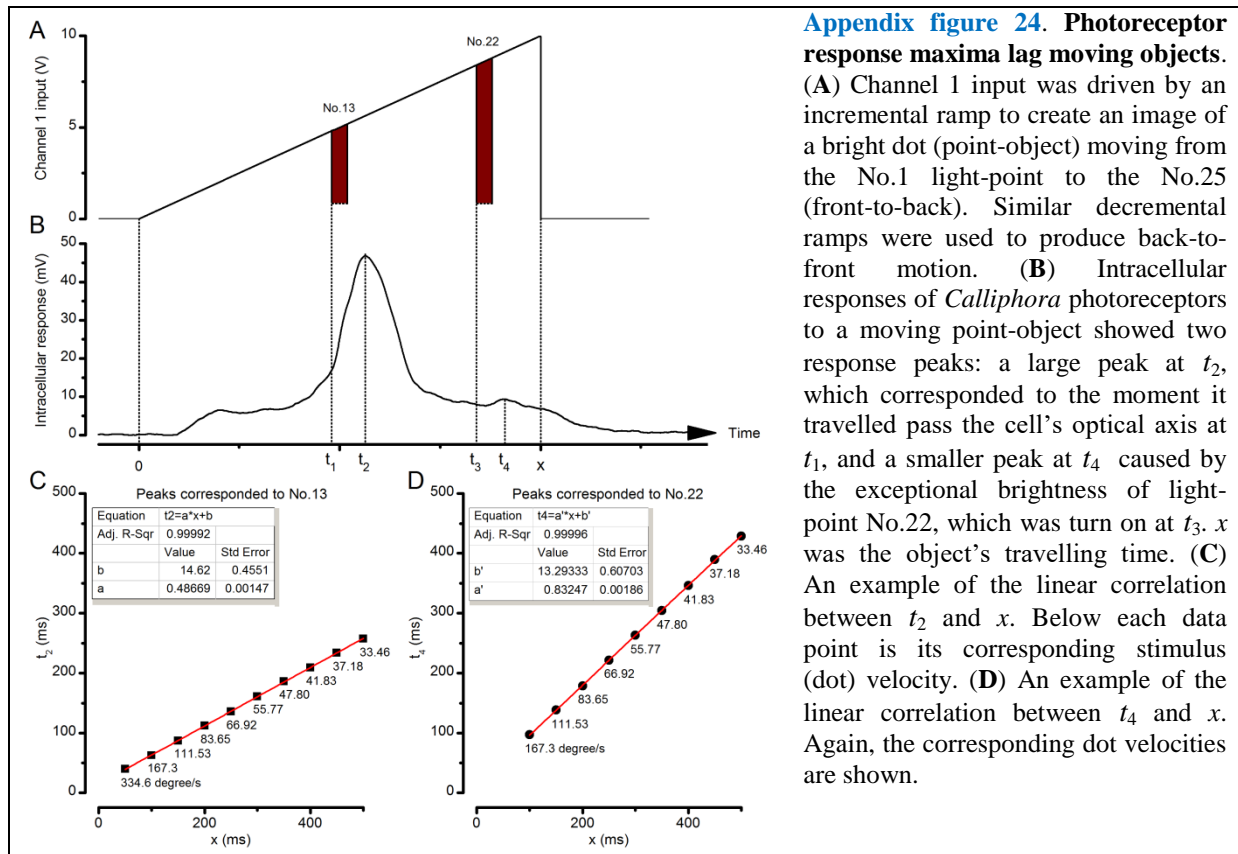 A
Channel 1 input (V)
10
5
0
No.13
No.22
B
Intracellular response (mV)
50
40
30
20
10
0
Time
0
t1
t2
t3
t4
x
C
Peaks corresponded to No.13
t2 (ms)
500
400
300
200
100
0
Equation t2=a*x+b
Adj. R-Sqr 0.99992
Value Std Error
b 14.62 0.4551
a 0.48669 0.00147
33.46
37.18
41.83
47.80
55.77
66.92
83.65
111.53
167.3
334.6 degree/s
0 200 400
x (ms)
D
Peaks corresponded to No.22
t4 (ms)
500
400
300
200
100
0
Equation t4=a'*x+b'
Adj. R-Sqr 0.99996
Value Std Error
b' 13.29333 0.60703
a' 0.83247 0.00186
33.46
37.18
41.83
47.80
55.77
66.92
83.65
111.53
167.3 degree/s
0 200 400
x (ms)
Appendix figure 24. Photoreceptor
response maxima lag moving objects.
(A) Channel 1 input was driven by an
incremental ramp to create an image of
a bright dot (point-object) moving from
the No.1 light-point to the No.25
(front-to-back). Similar decremental
ramps were used to produce back-to-
front motion. (B) Intracellular
responses of Calliphora photoreceptors
to a moving point-object showed two
response peaks: a large peak at t2,
which corresponded to the moment it
travelled pass the cell's optical axis at
t1, and a smaller peak at t4 caused by
the exceptional brightness of light-
point No.22, which was turn on at t3. x
was the object's travelling time. (C)
An example of the linear correlation
between t2 and x. Below each data
point is its corresponding stimulus
(dot) velocity. (D) An example of the
linear correlation between t4 and x.
Again, the corresponding dot velocities
are shown.